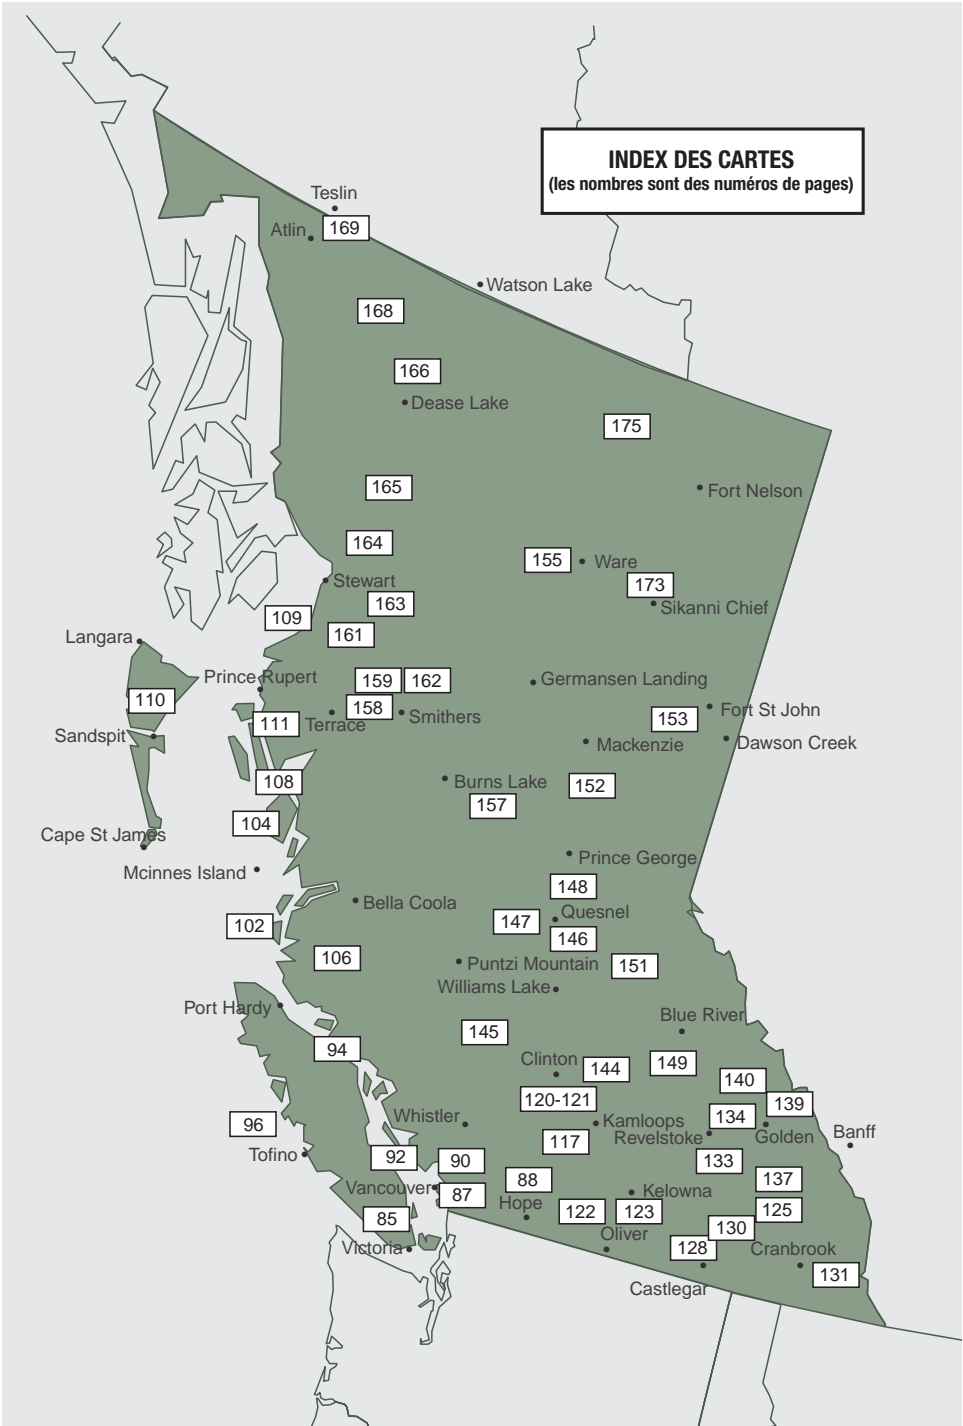 INDEX DES CARTES
(les nombres sont des numéros de pages)
Teslin
169
Atlin
Watson Lake
168
166
Dease Lake
175
165
Fort Nelson
164
155
Ware
Stewart
173
163
Sikanni Chief
109
161
Langara
Prince Rupert
159
162
Germansen Landing
110
158
Smithers
Fort St John
111
Terrace
153
Sandspit
Mackenzie
Dawson Creek
108
Burns Lake
152
157
104
Cape St James
Prince George
Mcinnes Island
148
Bella Coola
147
Quesnel
102
146
106
Puntzi Mountain
151
Williams Lake
Port Hardy
Blue River
145
94
Clinton
144
149
140
120-121
139
96
Whistler
134
Kamloops
Revelstoke
Golden
Banff
117
Tofino
92
90
133
88
137
Vancouver
87
Kelowna
Hope
122
123
125
85
130
Oliver
Victoria
128
Cranbrook
131
Castlegar